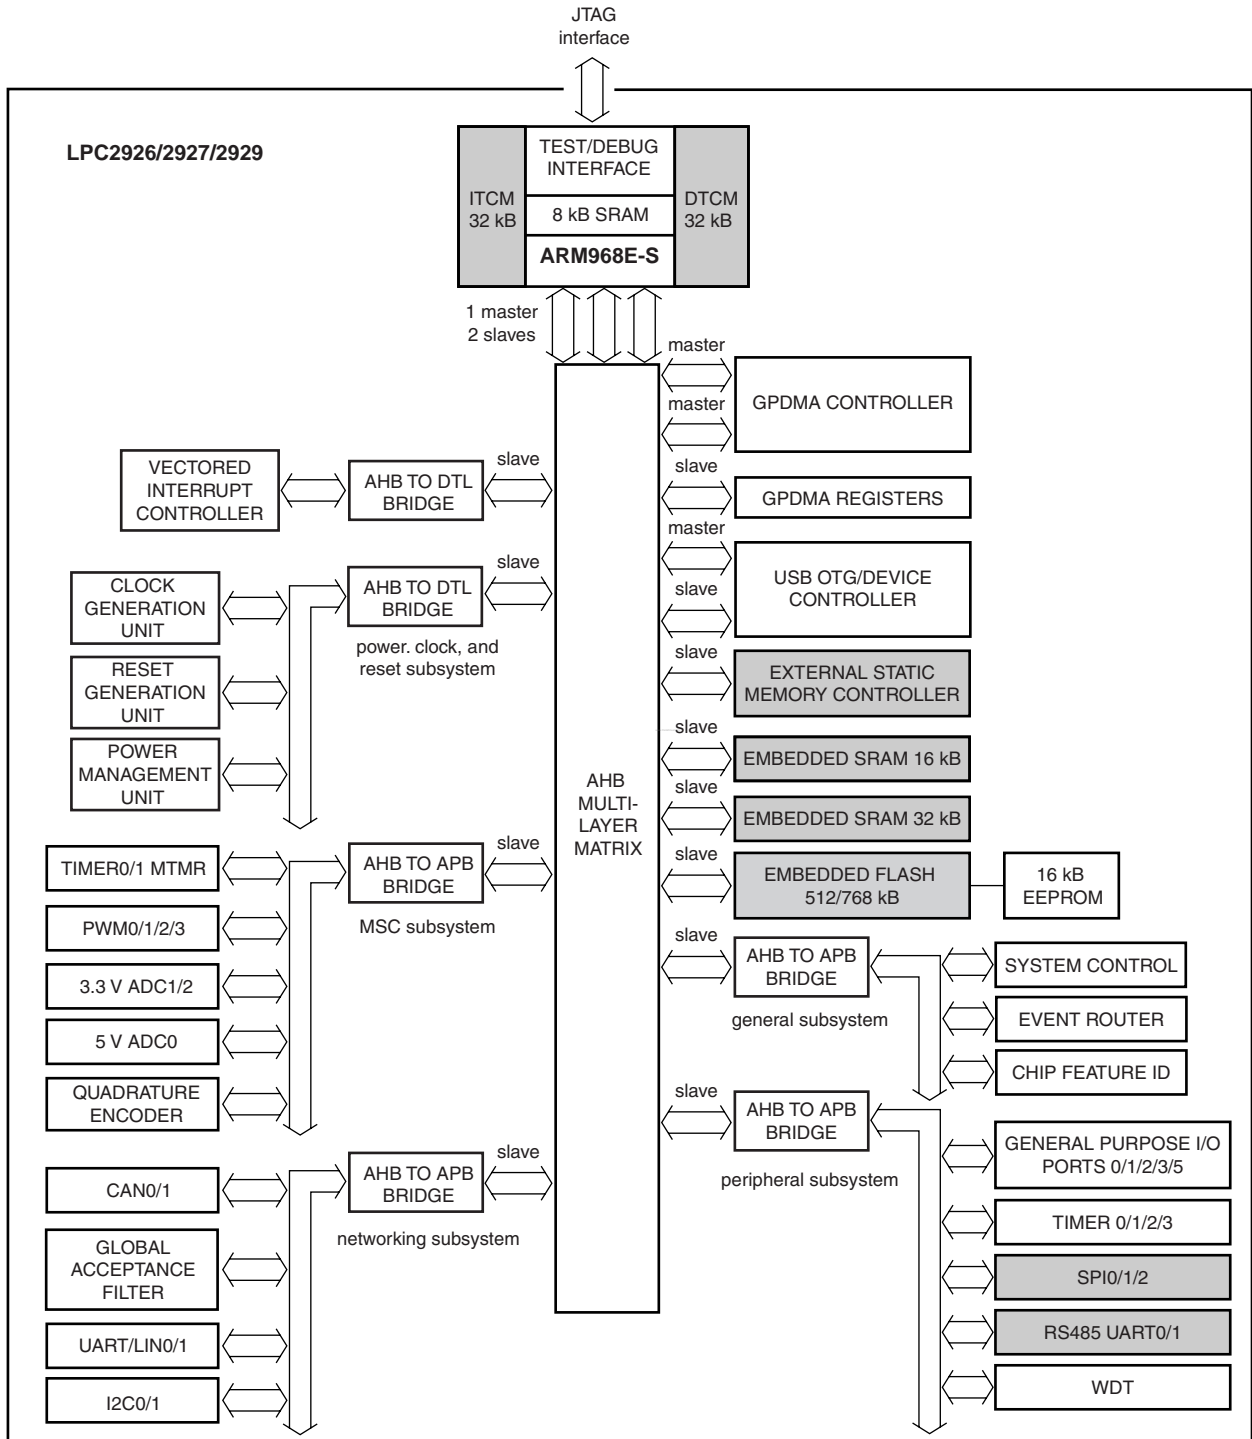 JTAG
interface
LPC2926/2927/2929
ITCM
32 kB
TEST/DEBUG
INTERFACE
8 kB SRAM
ARM968E-S
DTCM
32 kB
1 master
2 slaves
master
GPDMA CONTROLLER
master
slave
GPDMA REGISTERS
master
USB OTG/DEVICE
CONTROLLER
slave
slave
EXTERNAL STATIC
MEMORY CONTROLLER
slave
EMBEDDED SRAM 16 kB
slave
EMBEDDED SRAM 32 kB
slave
EMBEDDED FLASH
512/768 kB
16 kB
EEPROM
slave
AHB TO APB
BRIDGE
general subsystem
SYSTEM CONTROL
EVENT ROUTER
CHIP FEATURE ID
slave
AHB TO APB
BRIDGE
peripheral subsystem
GENERAL PURPOSE I/O
PORTS 0/1/2/3/5
TIMER 0/1/2/3
SPI0/1/2
RS485 UART0/1
WDT
AHB
MULTI-
LAYER
MATRIX
VECTORED
INTERRUPT
CONTROLLER
AHB TO DTL
BRIDGE
slave
CLOCK
GENERATION
UNIT
RESET
GENERATION
UNIT
POWER
MANAGEMENT
UNIT
AHB TO DTL
BRIDGE
slave
power. clock, and
reset subsystem
TIMER0/1 MTMR
PWM0/1/2/3
3.3 V ADC1/2
5 V ADC0
QUADRATURE
ENCODER
AHB TO APB
BRIDGE
slave
MSC subsystem
CAN0/1
GLOBAL
ACCEPTANCE
FILTER
UART/LIN0/1
I2C0/1
AHB TO APB
BRIDGE
slave
networking subsystem